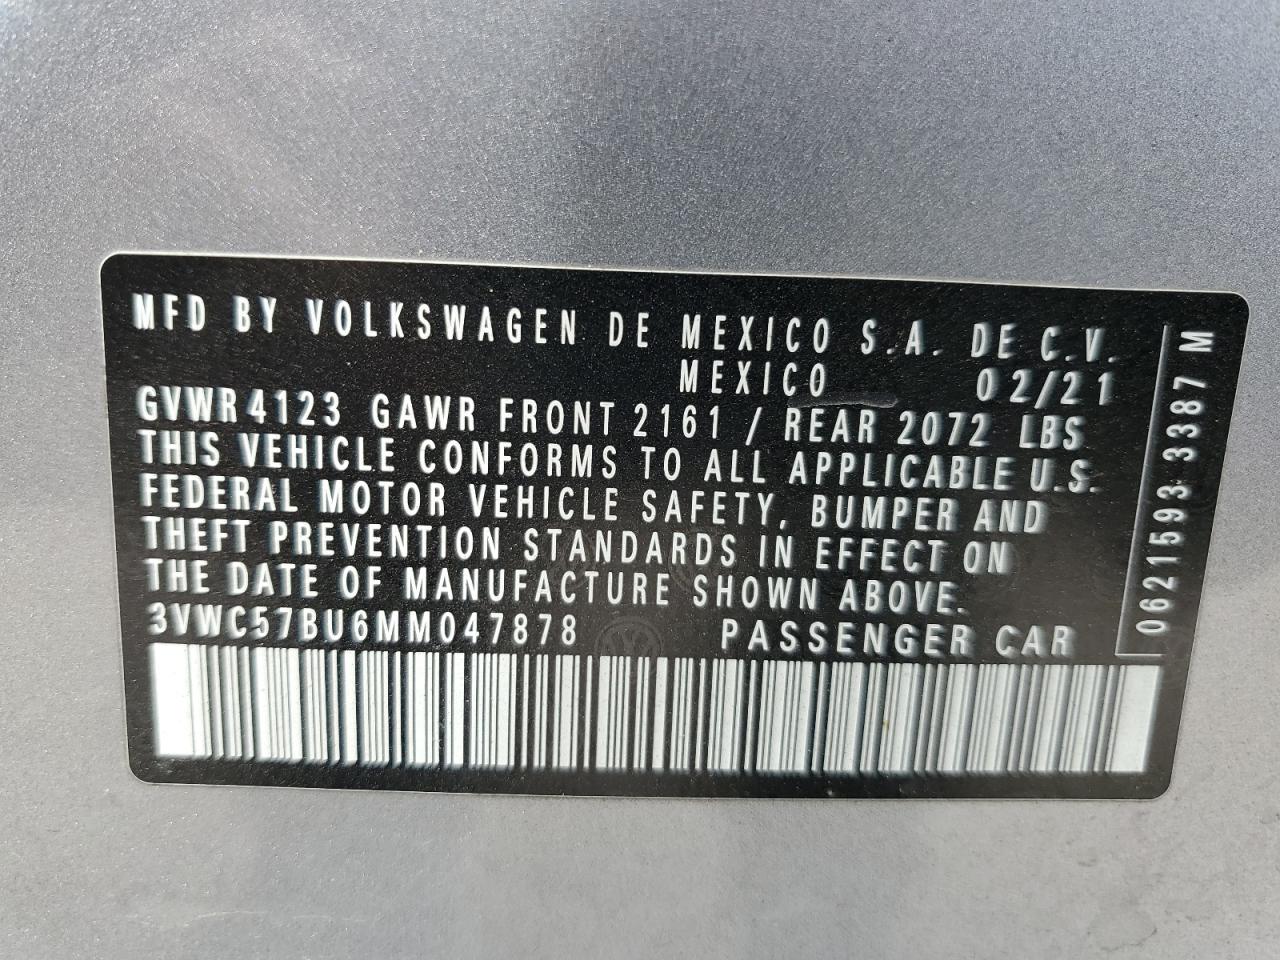 MFD BY VOLKSWAGEN DE MEXICO S.A. DE C.V.
MEXICO 02/21
GVWR 4123 GAWR FRONT 2161 / REAR 2072 LBS
THIS VEHICLE CONFORMS TO ALL APPLICABLE U.S.
FEDERAL MOTOR VEHICLE SAFETY, BUMPER AND
THEFT PREVENTION STANDARDS IN EFFECT ON
THE DATE OF MANUFACTURE SHOWN ABOVE.
3VWC57BU6MM047878 PASSENGER CAR
0621593 3387 M